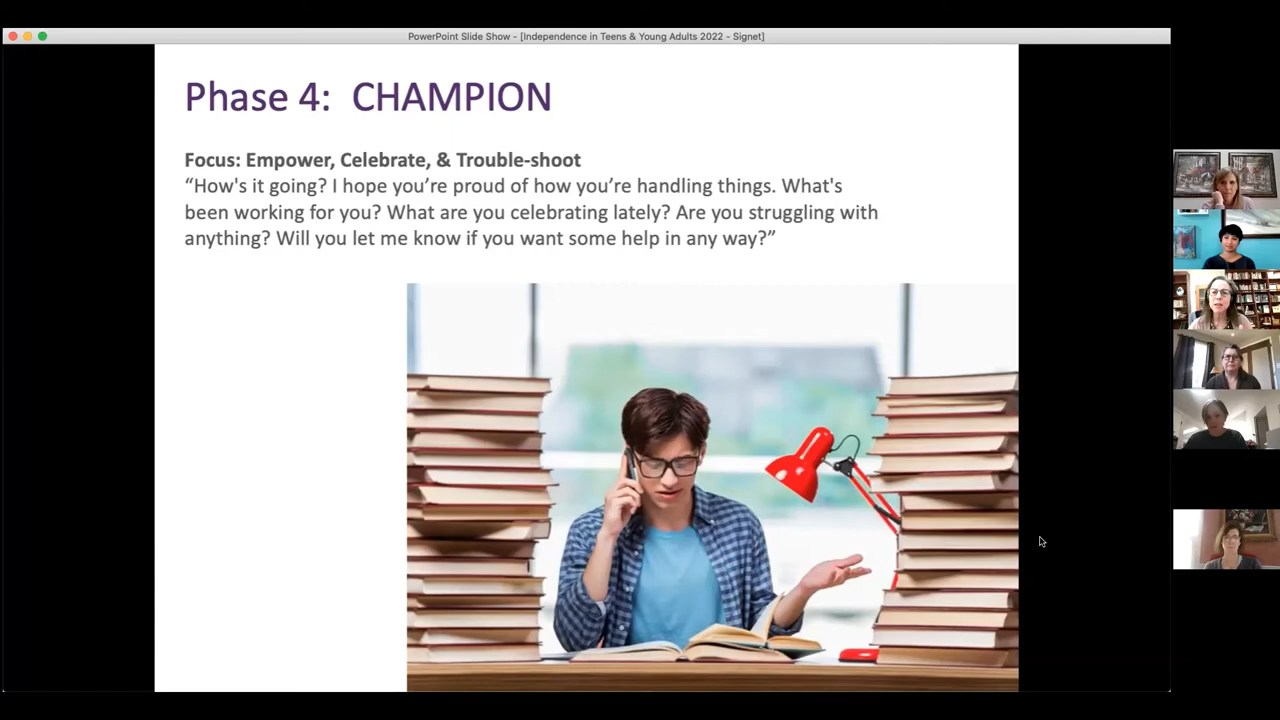 PowerPoint Slide Show - [Independence in Teens & Young Adults 2022 - Signet]
Phase 4:  CHAMPION
Focus: Empower, Celebrate, & Trouble-shoot
“How's it going? I hope you’re proud of how you’re handling things. What's
been working for you? What are you celebrating lately? Are you struggling with
anything? Will you let me know if you want some help in any way?”